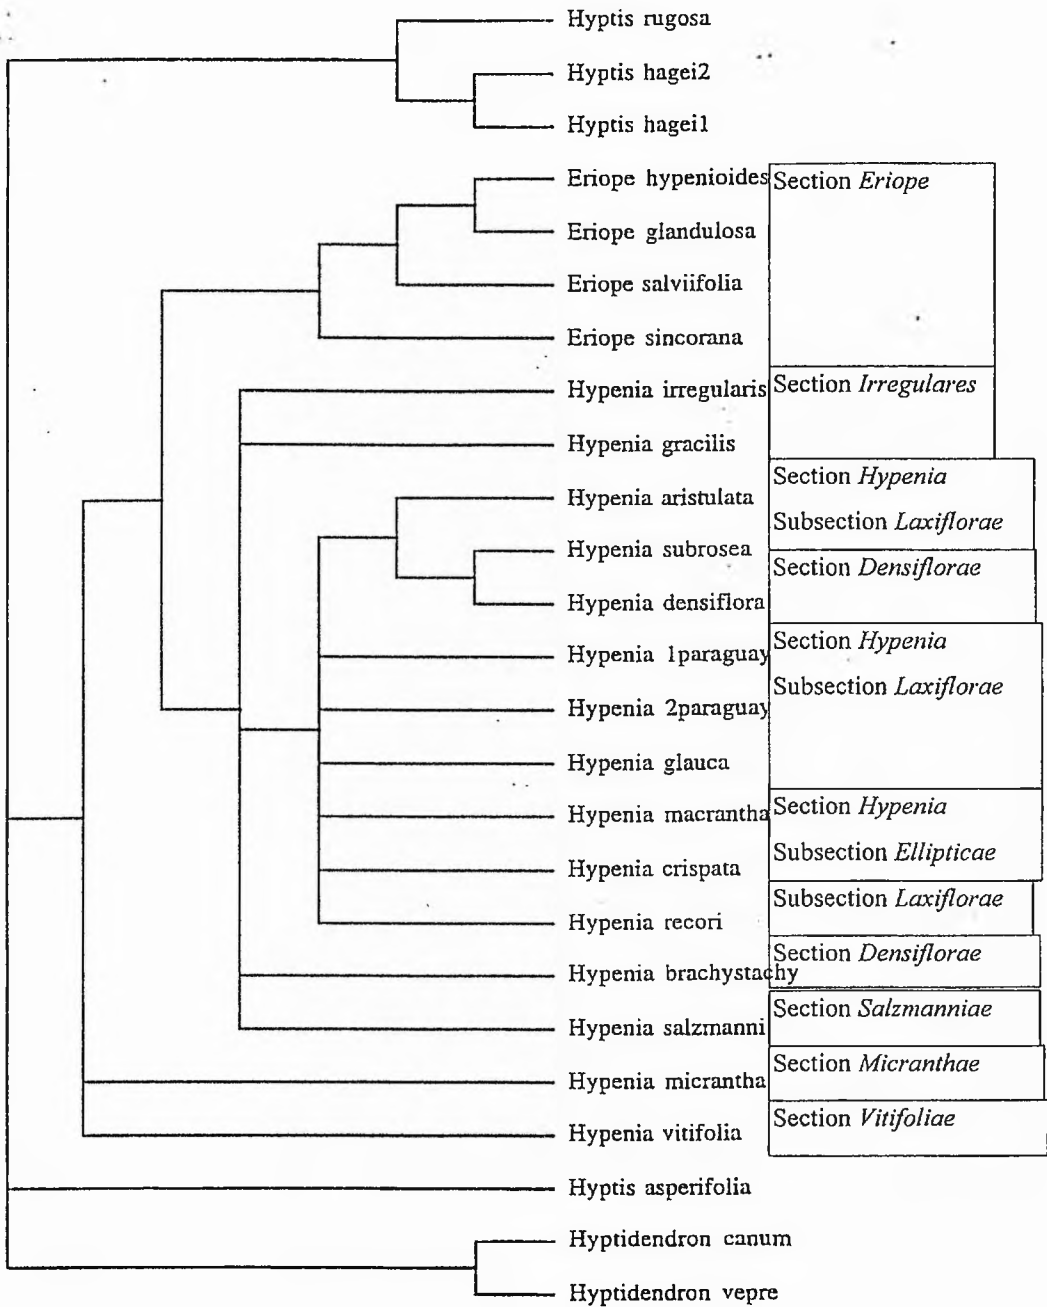 Hyptis rugosa
Hyptis hagei2
Hyptis hagei1
Eriope hypenioides
Section Eriope
Eriope glandulosa
Eriope salviifolia
Eriope sincorana
Hypenia irregularis
Section Irregulares
Hypenia gracilis
Section Hypenia
Hypenia aristulata
Subsection Laxiflorae
Hypenia subrosea
Section Densiflorae
Hypenia densiflora
Hypenia 1paraguay
Section Hypenia
Subsection Laxiflorae
Hypenia 2paraguay
Hypenia glauca
Hypenia macrantha
Section Hypenia
Subsection Ellipticae
Hypenia crispata
Subsection Laxiflorae
Hypenia recori
Section Densiflorae
Hypenia brachystachy
Section Salzmanniae
Hypenia salzmanni
Section Micranthae
Hypenia micrantha
Section Vitifoliae
Hypenia vitifolia
Hyptis asperifolia
Hyptidendron canum
Hyptidendron vepre